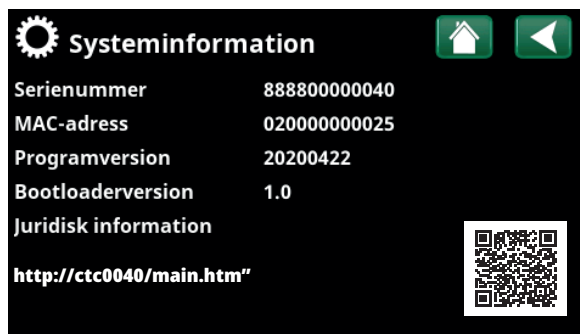 Systeminformation
Serienummer 888800000040
MAC-adress 020000000025
Programversion 20200422
Bootloaderversion 1.0
Juridisk information
http://ctc0040/main.htm”